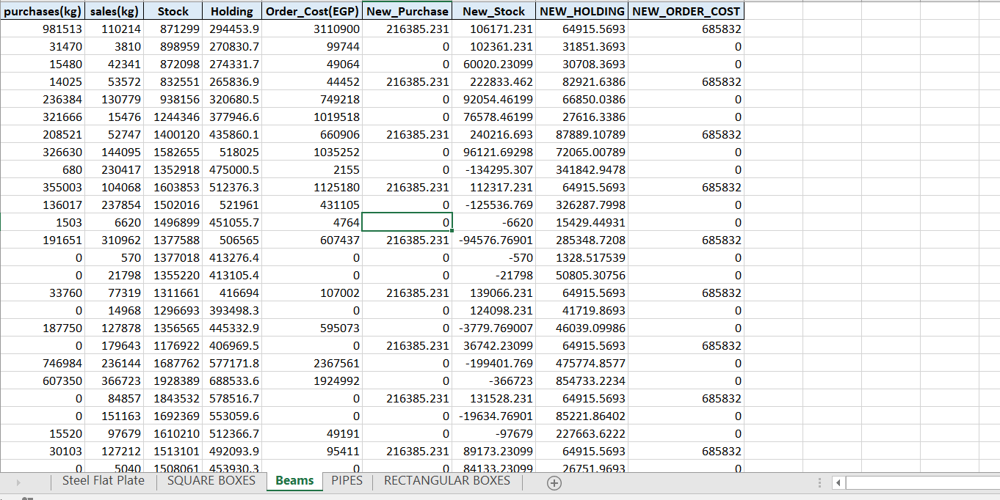 purchases(kg) sales(kg) Stock Holding Order_Cost(EGP) New_Purchase New_Stock NEW_HOLDING NEW_ORDER_COST
981513 110214 871299 294453.9 3110900 216385.231 106171.231 64915.5693 685832
31470 3810 898959 270830.7 99744 0 102361.231 31851.3693 0
15480 42341 872098 274331.7 49064 0 60020.23099 30708.3693 0
14025 53572 832551 265836.9 44452 216385.231 222833.462 82921.6386 685832
236384 130779 938156 320680.5 749218 0 92054.46199 66850.0386 0
321666 15476 1244346 377946.6 1019518 0 76578.46199 27616.3386 0
208521 52747 1400120 435860.1 660906 216385.231 240216.693 87889.10789 685832
326630 144095 1582655 518025 1035252 0 96121.69298 72065.00789 0
680 230417 1352918 475000.5 2155 0 -134295.307 341842.9478 0
355003 104068 1603853 512376.3 1125180 216385.231 112317.231 64915.5693 685832
136017 237854 1502016 521961 431105 0 -125536.769 326287.7998 0
1503 6620 1496899 451055.7 4764 0 -6620 15429.44931 0
191651 310962 1377588 506565 607437 216385.231 -94576.76901 285348.7208 685832
0 570 1377018 413276.4 0 0 -570 1328.517539 0
0 21798 1355220 413105.4 0 0 -21798 50805.30756 0
33760 77319 1311661 416694 107002 216385.231 139066.231 64915.5693 685832
0 14968 1296693 393498.3 0 0 124098.231 41719.8693 0
187750 127878 1356565 445332.9 595073 0 -3779.769007 46039.09986 0
0 179643 1176922 406969.5 0 216385.231 36742.23099 64915.5693 685832
746984 236144 1687762 577171.8 2367561 0 -199401.769 475774.8577 0
607350 366723 1928389 688533.6 1924992 0 -366723 854733.2234 0
0 84857 1843532 578516.7 0 216385.231 131528.231 64915.5693 685832
0 151163 1692369 553059.6 0 0 -19634.76901 85221.86402 0
15520 97679 1610210 512366.7 49191 0 -97679 227663.6222 0
30103 127212 1513101 492093.9 95411 216385.231 89173.23099 64915.5693 685832
0 5040 1508061 453930.3 0 0 84133.23099 26751.9693 0
Steel Flat Plate SQUARE BOXES Beams PIPES RECTANGULAR BOXES